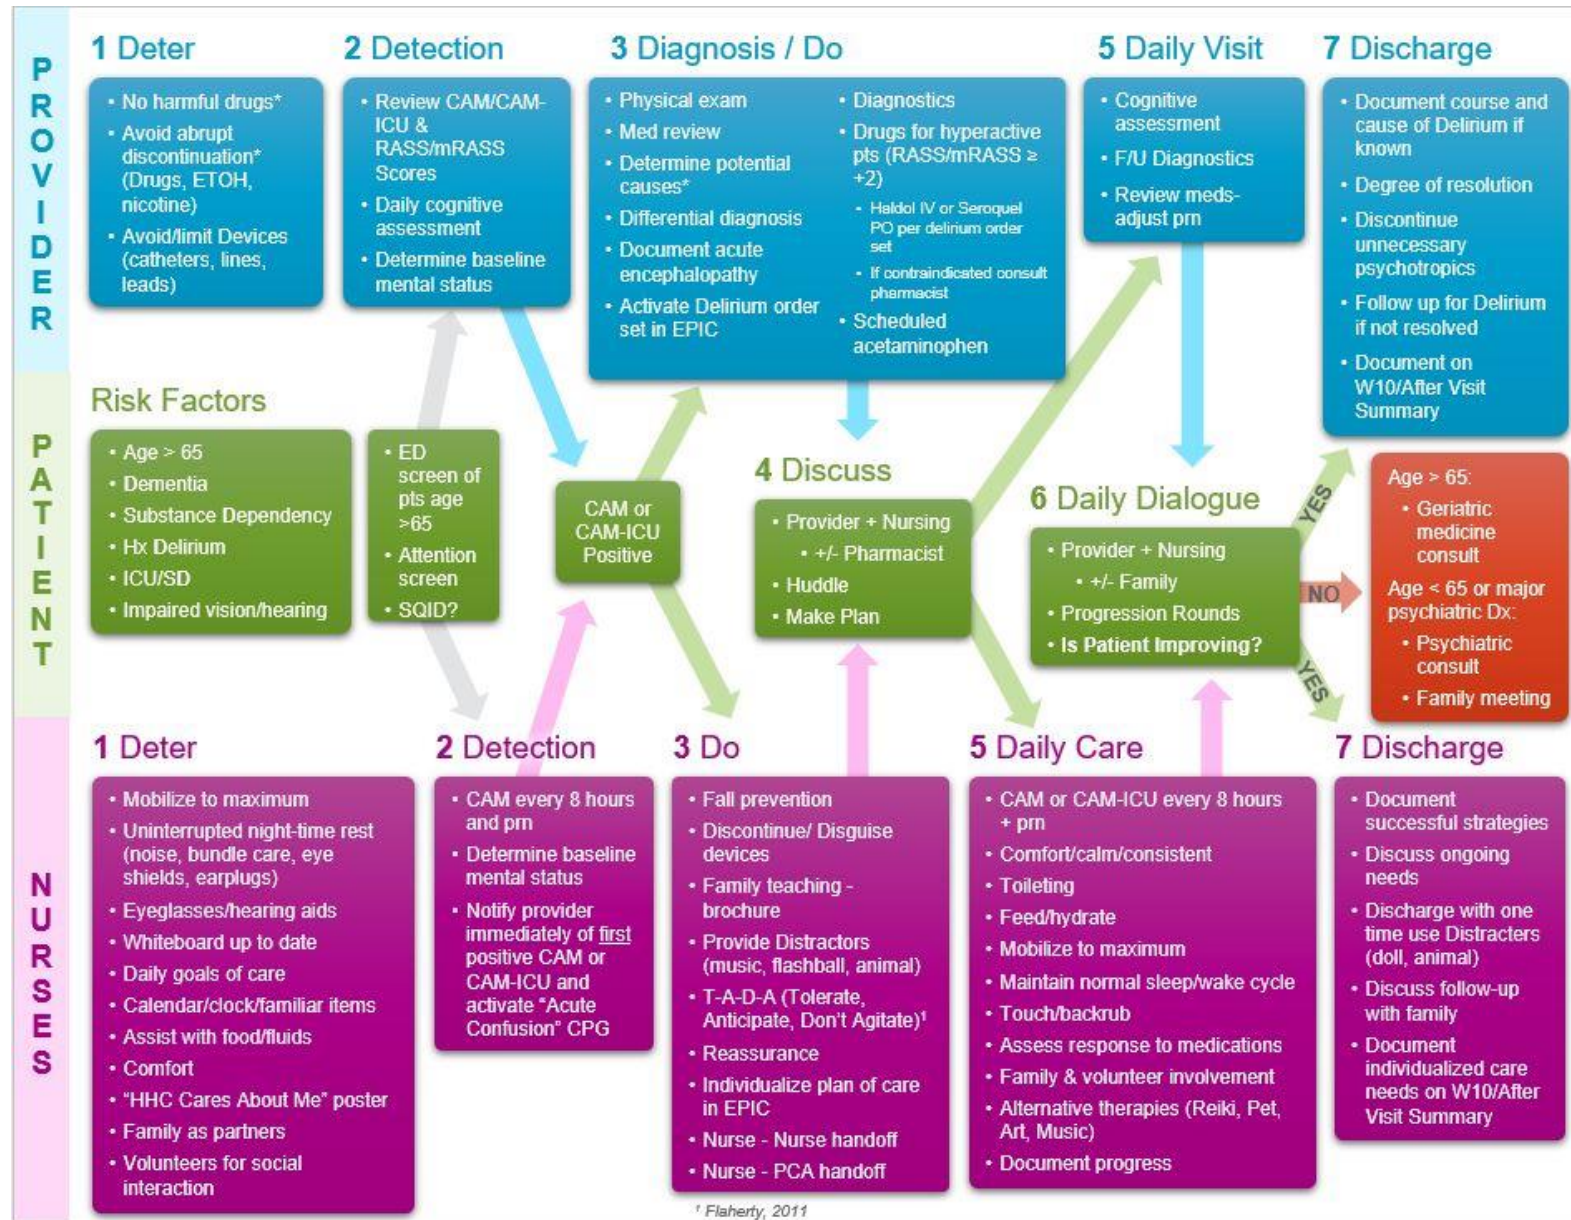 PROVIDER
1 Deter
• No harmful drugs*
• Avoid abrupt
discontinuation*
(Drugs, ETOH,
nicotine)
• Avoid/limit Devices
(catheters, lines,
leads)
2 Detection
• Review CAM/CAM-
ICU &
RASS/mRASS
Scores
• Daily cognitive
assessment
• Determine baseline
mental status
3 Diagnosis / Do
• Physical exam
• Med review
• Determine potential
causes*
• Differential diagnosis
• Document acute
encephalopathy
• Activate Delirium order
set in EPIC
• Diagnostics
• Drugs for hyperactive
pts (RASS/mRASS ≥
+2)
- Haldol IV or Seroquel
PO per delirium order
set
- If contraindicated consult
pharmacist
• Scheduled
acetaminophen
5 Daily Visit
• Cognitive
assessment
• F/U Diagnostics
• Review meds-
adjust prn
7 Discharge
• Document course and
cause of Delirium if
known
• Degree of resolution
• Discontinue
unnecessary
psychotropics
• Follow up for Delirium
if not resolved
• Document on
W10/After Visit
Summary
PATIENT
Risk Factors
• Age > 65
• Dementia
• Substance Dependency
• Hx Delirium
• ICU/SD
• Impaired vision/hearing
• ED
screen of
pts age
>65
• Attention
screen
• SQID?
CAM or
CAM-ICU
Positive
4 Discuss
• Provider + Nursing
• +/- Pharmacist
• Huddle
• Make Plan
6 Daily Dialogue
• Provider + Nursing
• +/- Family
• Progression Rounds
• Is Patient Improving?
YES
NO
YES
Age > 65:
• Geriatric
medicine
consult
Age < 65 or major
psychiatric Dx:
• Psychiatric
consult
• Family meeting
NURSES
1 Deter
• Mobilize to maximum
• Uninterrupted night-time rest
(noise, bundle care, eye
shields, earplugs)
• Eyeglasses/hearing aids
• Whiteboard up to date
• Daily goals of care
• Calendar/clock/familiar items
• Assist with food/fluids
• Comfort
• "HHC Cares About Me" poster
• Family as partners
• Volunteers for social
interaction
2 Detection
• CAM every 8 hours
and prn
• Determine baseline
mental status
• Notify provider
immediately of first
positive CAM or
CAM-ICU and
activate "Acute
Confusion" CPG
3 Do
• Fall prevention
• Discontinue/ Disguise
devices
• Family teaching -
brochure
• Provide Distractors
(music, flashball, animal)
• T-A-D-A (Tolerate,
Anticipate, Don't Agitate)¹
• Reassurance
• Individualize plan of care
in EPIC
• Nurse - Nurse handoff
• Nurse - PCA handoff
5 Daily Care
• CAM or CAM-ICU every 8 hours
+ prn
• Comfort/calm/consistent
• Toileting
• Feed/hydrate
• Mobilize to maximum
• Maintain normal sleep/wake cycle
• Touch/backrub
• Assess response to medications
• Family & volunteer involvement
• Alternative therapies (Reiki, Pet,
Art, Music)
• Document progress
7 Discharge
• Document
successful strategies
• Discuss ongoing
needs
• Discharge with one
time use Distracters
(doll, animal)
• Discuss follow-up
with family
• Document
individualized care
needs on W10/After
Visit Summary
¹ Flaherty, 2011